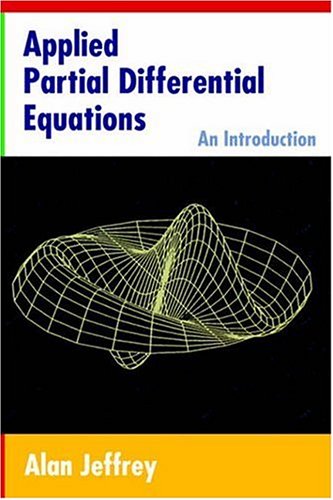 Applied
Partial Differential
Equations
An Introduction
Alan Jeffrey